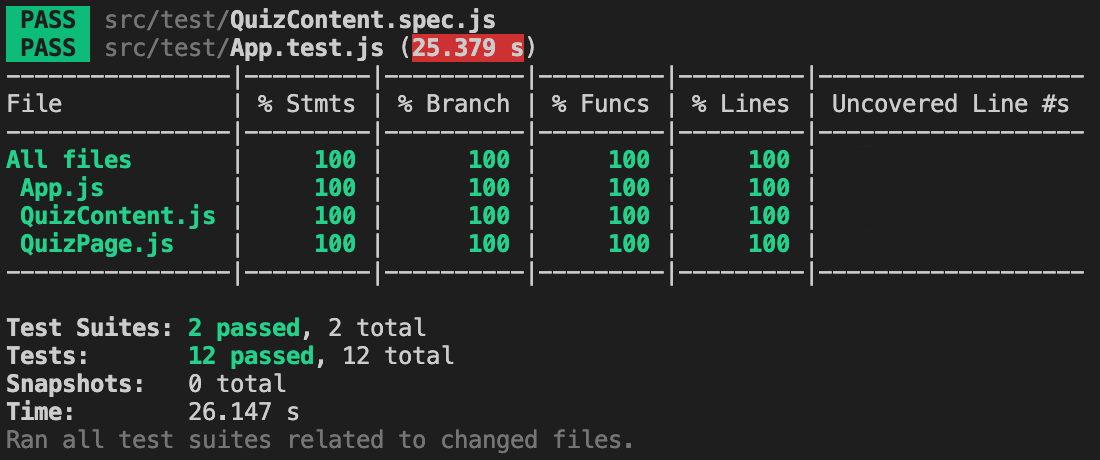 PASS src/test/QuizContent.spec.js
PASS src/test/App.test.js (25.379 s)
----------------|---------|----------|---------|---------|-------------------
File            | % Stmts | % Branch | % Funcs | % Lines | Uncovered Line #s
----------------|---------|----------|---------|---------|-------------------
All files       |     100 |      100 |     100 |     100 |
 App.js         |     100 |      100 |     100 |     100 |
 QuizContent.js |     100 |      100 |     100 |     100 |
 QuizPage.js    |     100 |      100 |     100 |     100 |
----------------|---------|----------|---------|---------|-------------------
Test Suites: 2 passed, 2 total
Tests:       12 passed, 12 total
Snapshots:   0 total
Time:        26.147 s
Ran all test suites related to changed files.